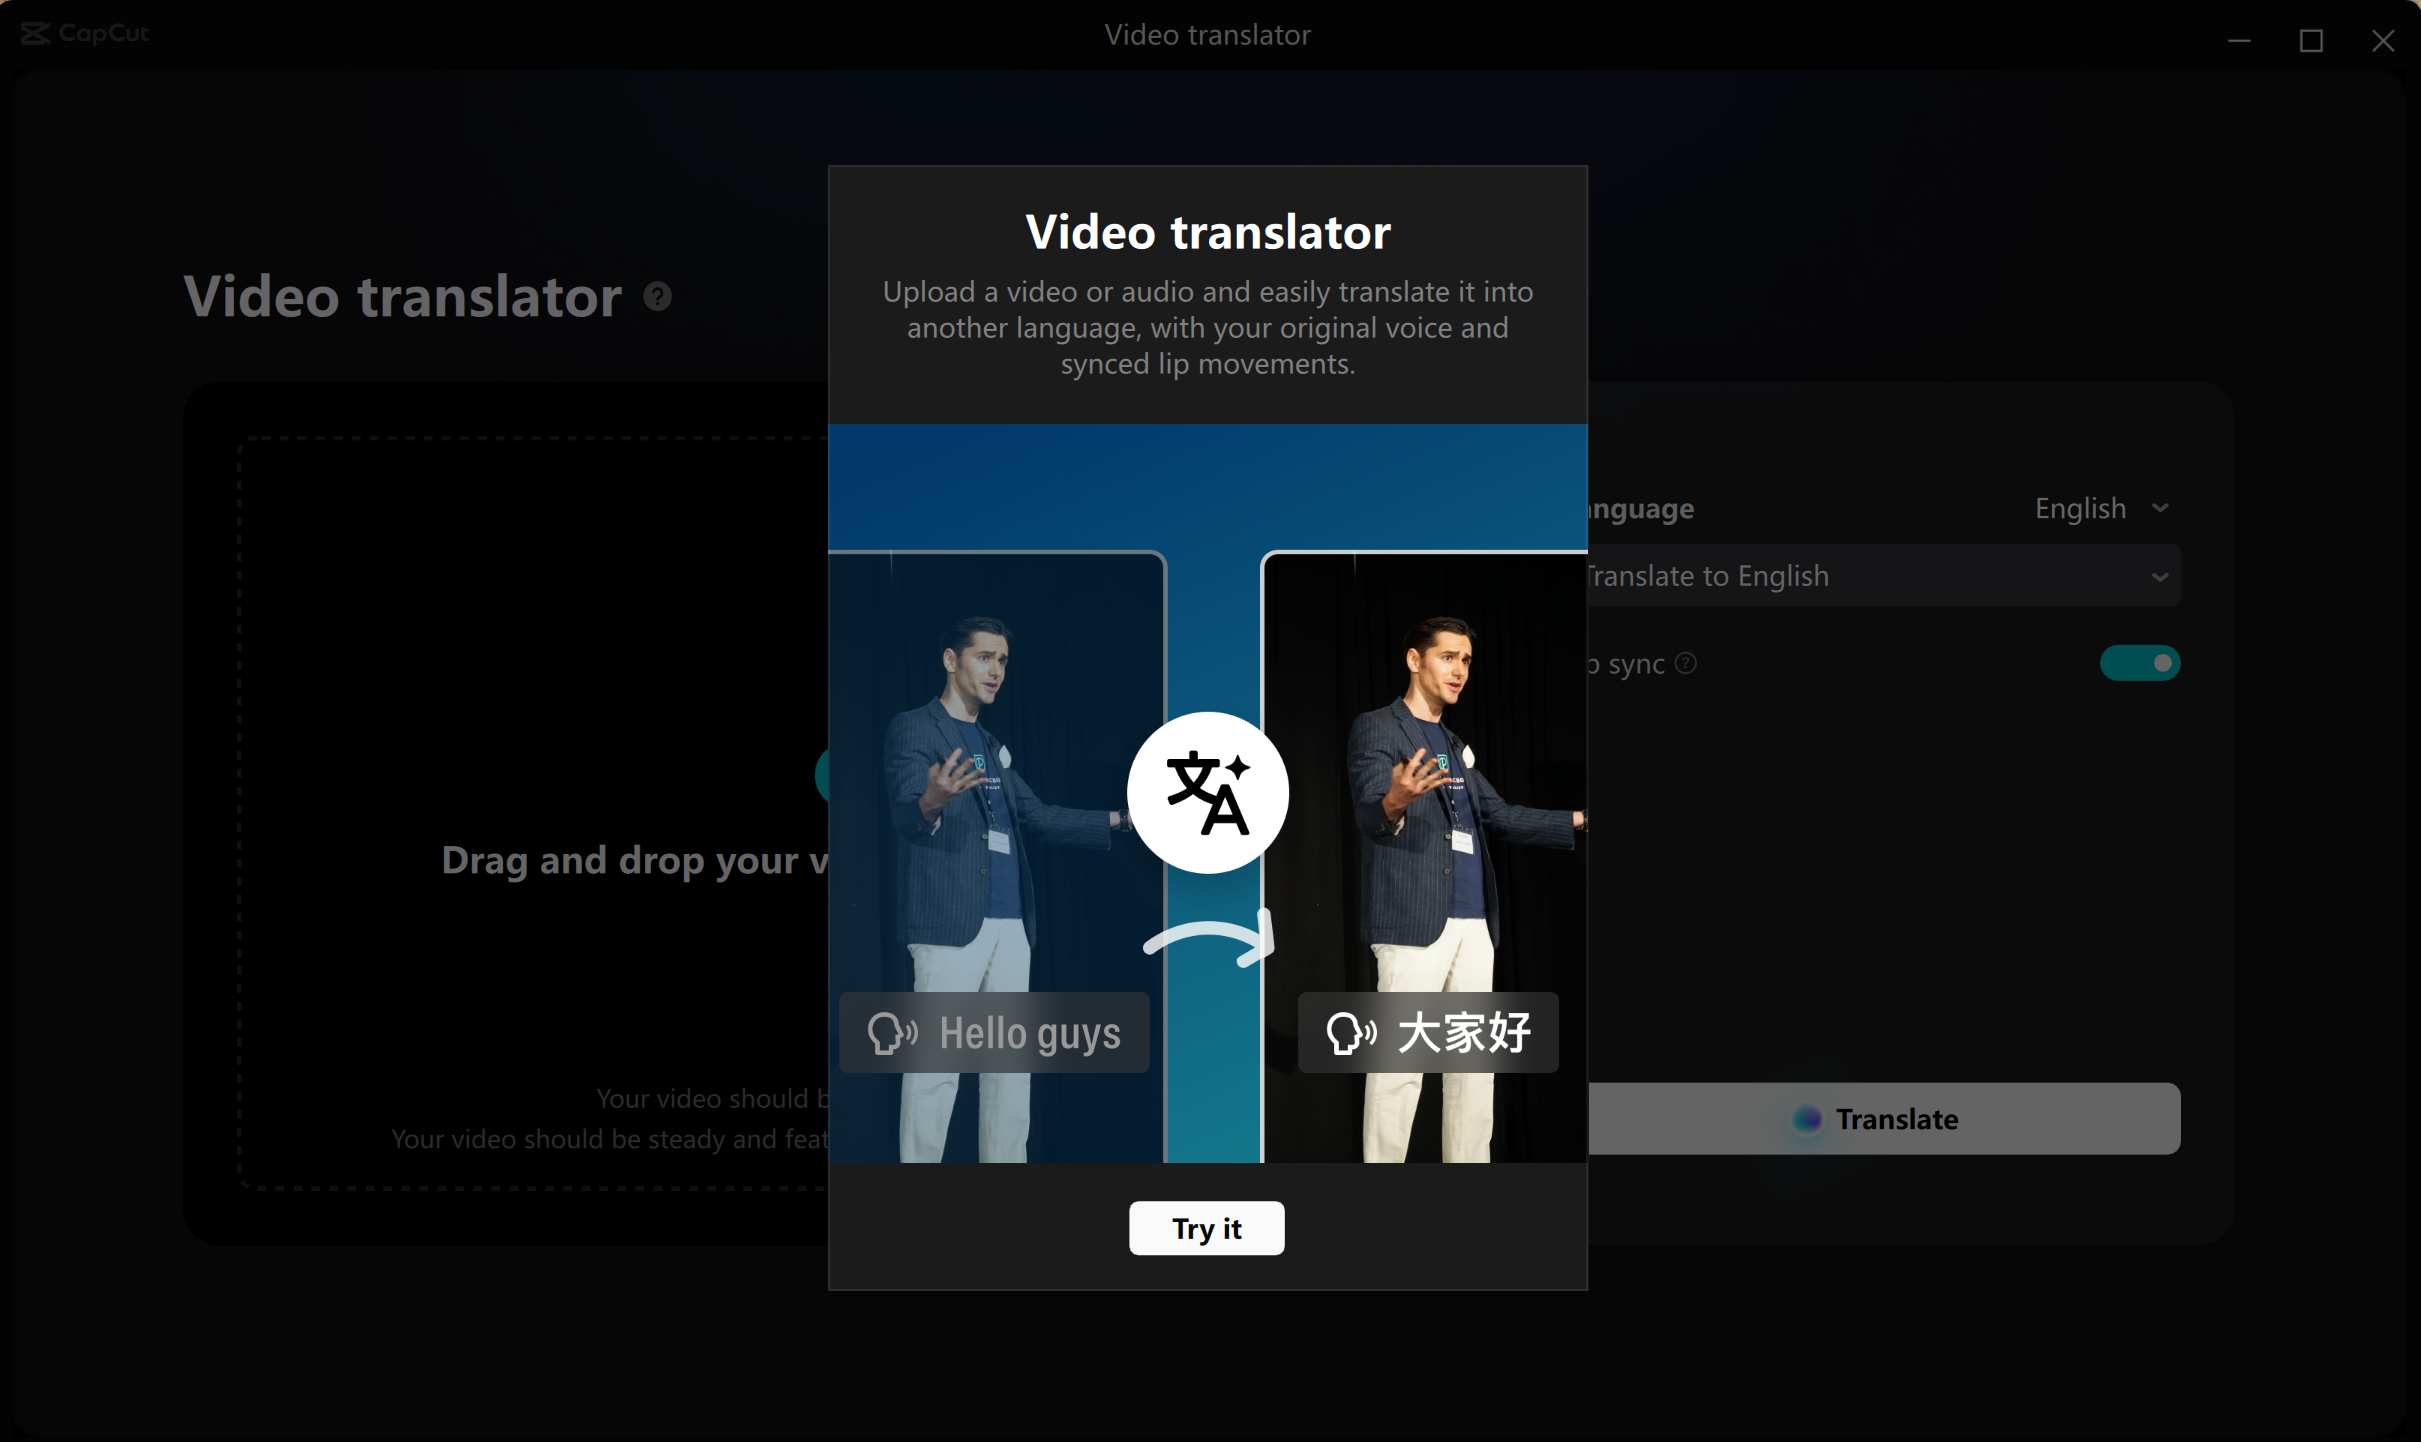 CapCut
Video translator
Video translator
Video translator
Upload a video or audio and easily translate it into
another language, with your original voice and
synced lip movements.
Hello guys
大家好
Try it
Drag and drop your
Your video should
Your video should be steady and
English
Translate to English
sync
Translate